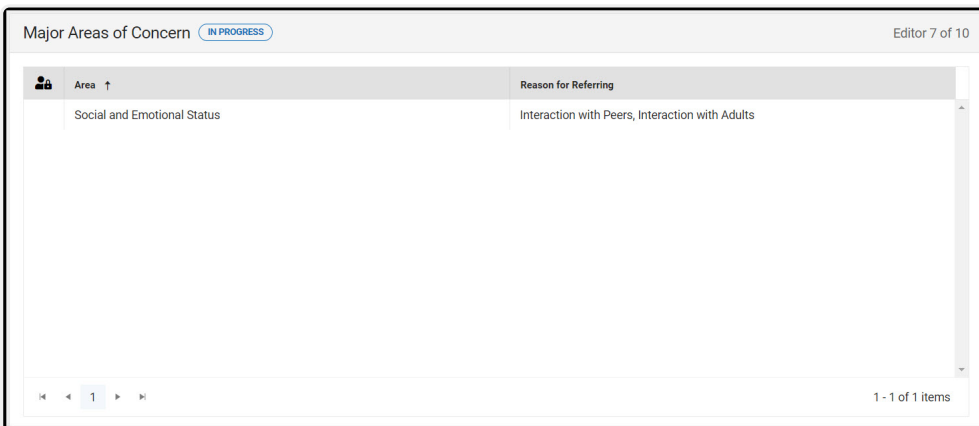 Major Areas of Concern IN PROGRESS Editor 7 of 10
Area ↑ Reason for Referring
Social and Emotional Status Interaction with Peers, Interaction with Adults
1 1 - 1 of 1 items